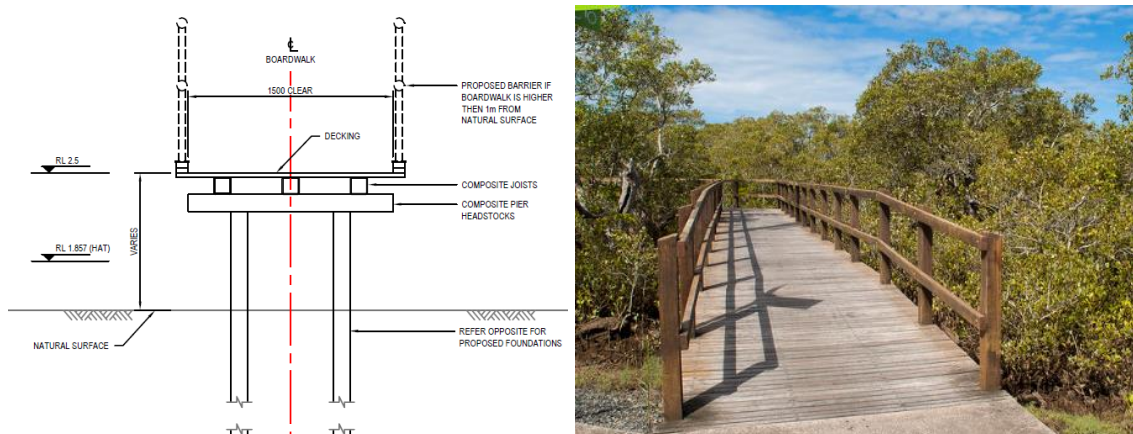 ℄
BOARDWALK
1500 CLEAR
PROPOSED BARRIER IF
BOARDWALK IS HIGHER
THEN 1m FROM
NATURAL SURFACE
DECKING
RL 2.5
COMPOSITE JOISTS
COMPOSITE PIER
HEADSTOCKS
VARIES
RL 1.857 (HAT)
NATURAL SURFACE
REFER OPPOSITE FOR
PROPOSED FOUNDATIONS